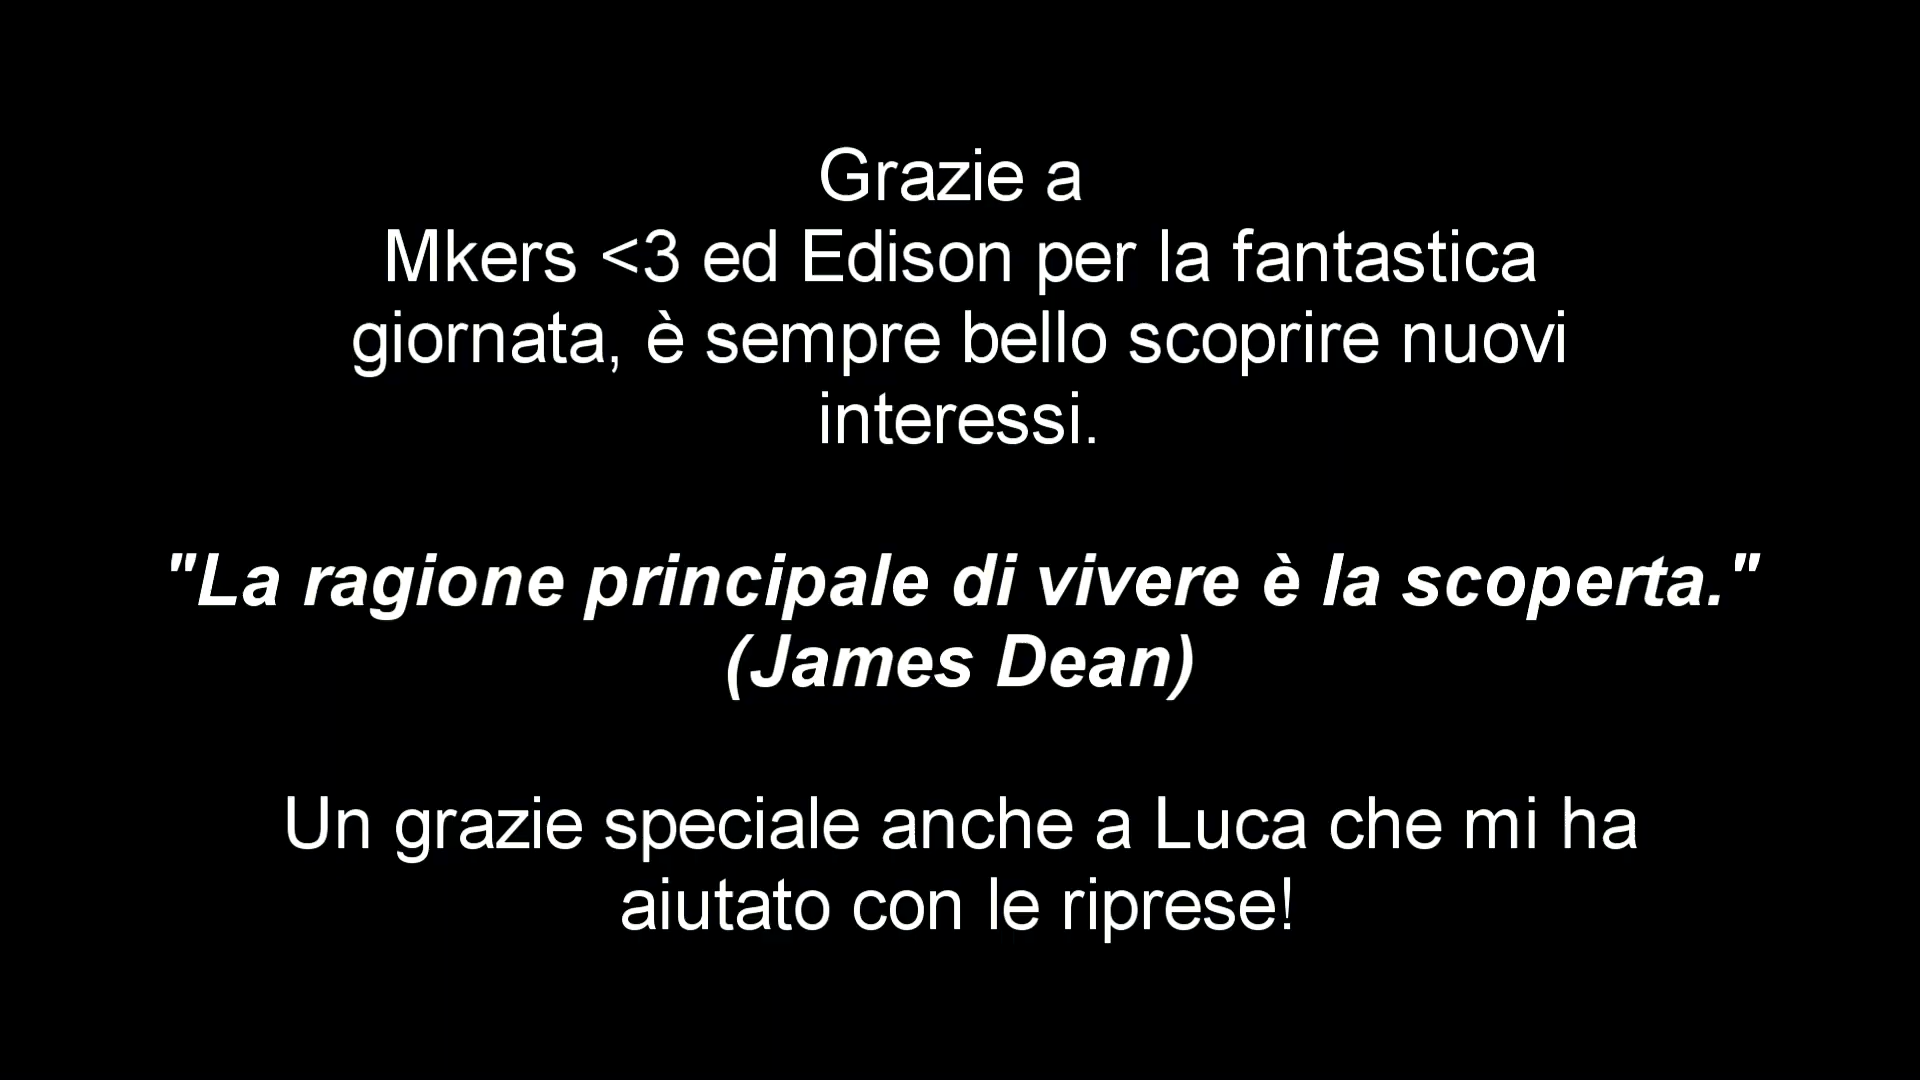 Grazie a
Mkers <3 ed Edison per la fantastica
giornata, è sempre bello scoprire nuovi
interessi.
"La ragione principale di vivere è la scoperta."
(James Dean)
Un grazie speciale anche a Luca che mi ha
aiutato con le riprese!